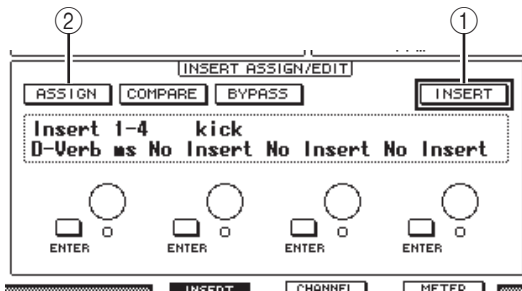 ② ①
INSERT ASSIGN/EDIT
ASSIGN COMPARE BYPASS INSERT
Insert 1-4 kick
D-Verb ms No Insert No Insert No Insert
ENTER ENTER ENTER ENTER
INSERT CHANNEL METER